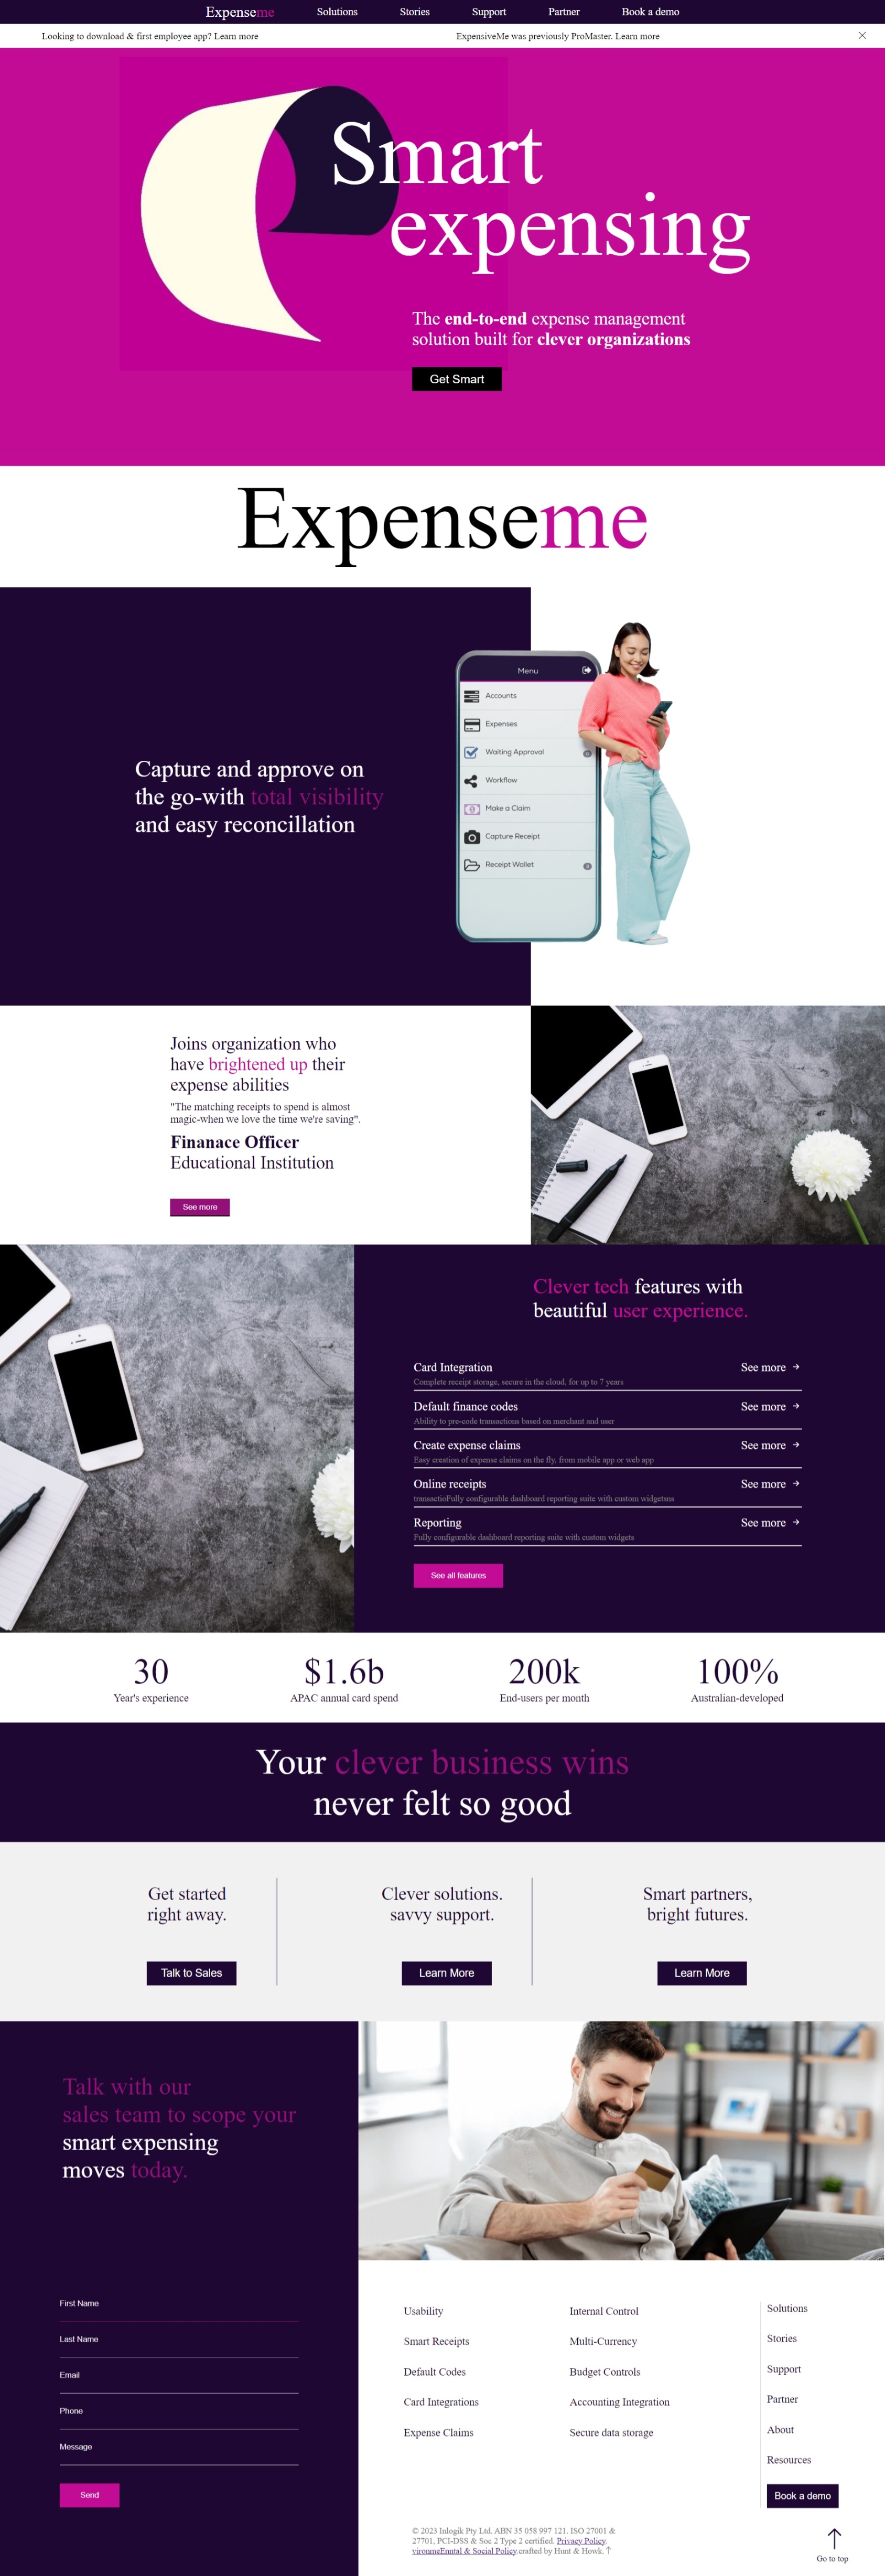 Expenseme
Solutions
Stories
Support
Partner
Book a demo
Looking to download & first employee app? Learn more
ExpensiveMe was previously ProMaster. Learn more
Smart
expensing
The end-to-end expense management
solution built for clever organizations
Get Smart
Expenseme
Capture and approve on
the go-with total visibility
and easy reconcillation
Menu
Accounts
Expenses
Waiting Approval
Workflow
Make a Claim
Capture Receipt
Receipt Wallet
Joins organization who
have brightened up their
expense abilities
"The matching receipts to spend is almost
magic-when we love the time we're saving".
Finanace Officer
Educational Institution
See more
Clever tech features with
beautiful user experience.
Card Integration
See more →
Complete receipt storage, secure in the cloud, for up to 7 years
Default finance codes
See more →
Ability to pre-code transactions based on merchant and user
Create expense claims
See more →
Easy creation of expense claims on the fly, from mobile app or web app
Online receipts
See more →
transactioFully configurable dashboard reporting suite with custom widgetsns
Reporting
See more →
Fully configurable dashboard reporting suite with custom widgets
See all features
30
Year's experience
$1.6b
APAC annual card spend
200k
End-users per month
100%
Australian-developed
Your clever business wins
never felt so good
Get started
right away.
Talk to Sales
Clever solutions.
savvy support.
Learn More
Smart partners,
bright futures.
Learn More
Talk with our
sales team to scope your
smart expensing
moves today.
First Name
Last Name
Email
Phone
Message
Send
Usability
Smart Receipts
Default Codes
Card Integrations
Expense Claims
Internal Control
Multi-Currency
Budget Controls
Accounting Integration
Secure data storage
Solutions
Stories
Support
Partner
About
Resources
Book a demo
© 2023 Inlogik Pty Ltd. ABN 35 058 997 121. ISO 27001 &
27701, PCI-DSS & Soc 2 Type 2 certified. Privacy Policy.
vironmeEnntal & Social Policy.crafted by Hunt & Howk. ↑
Go to top